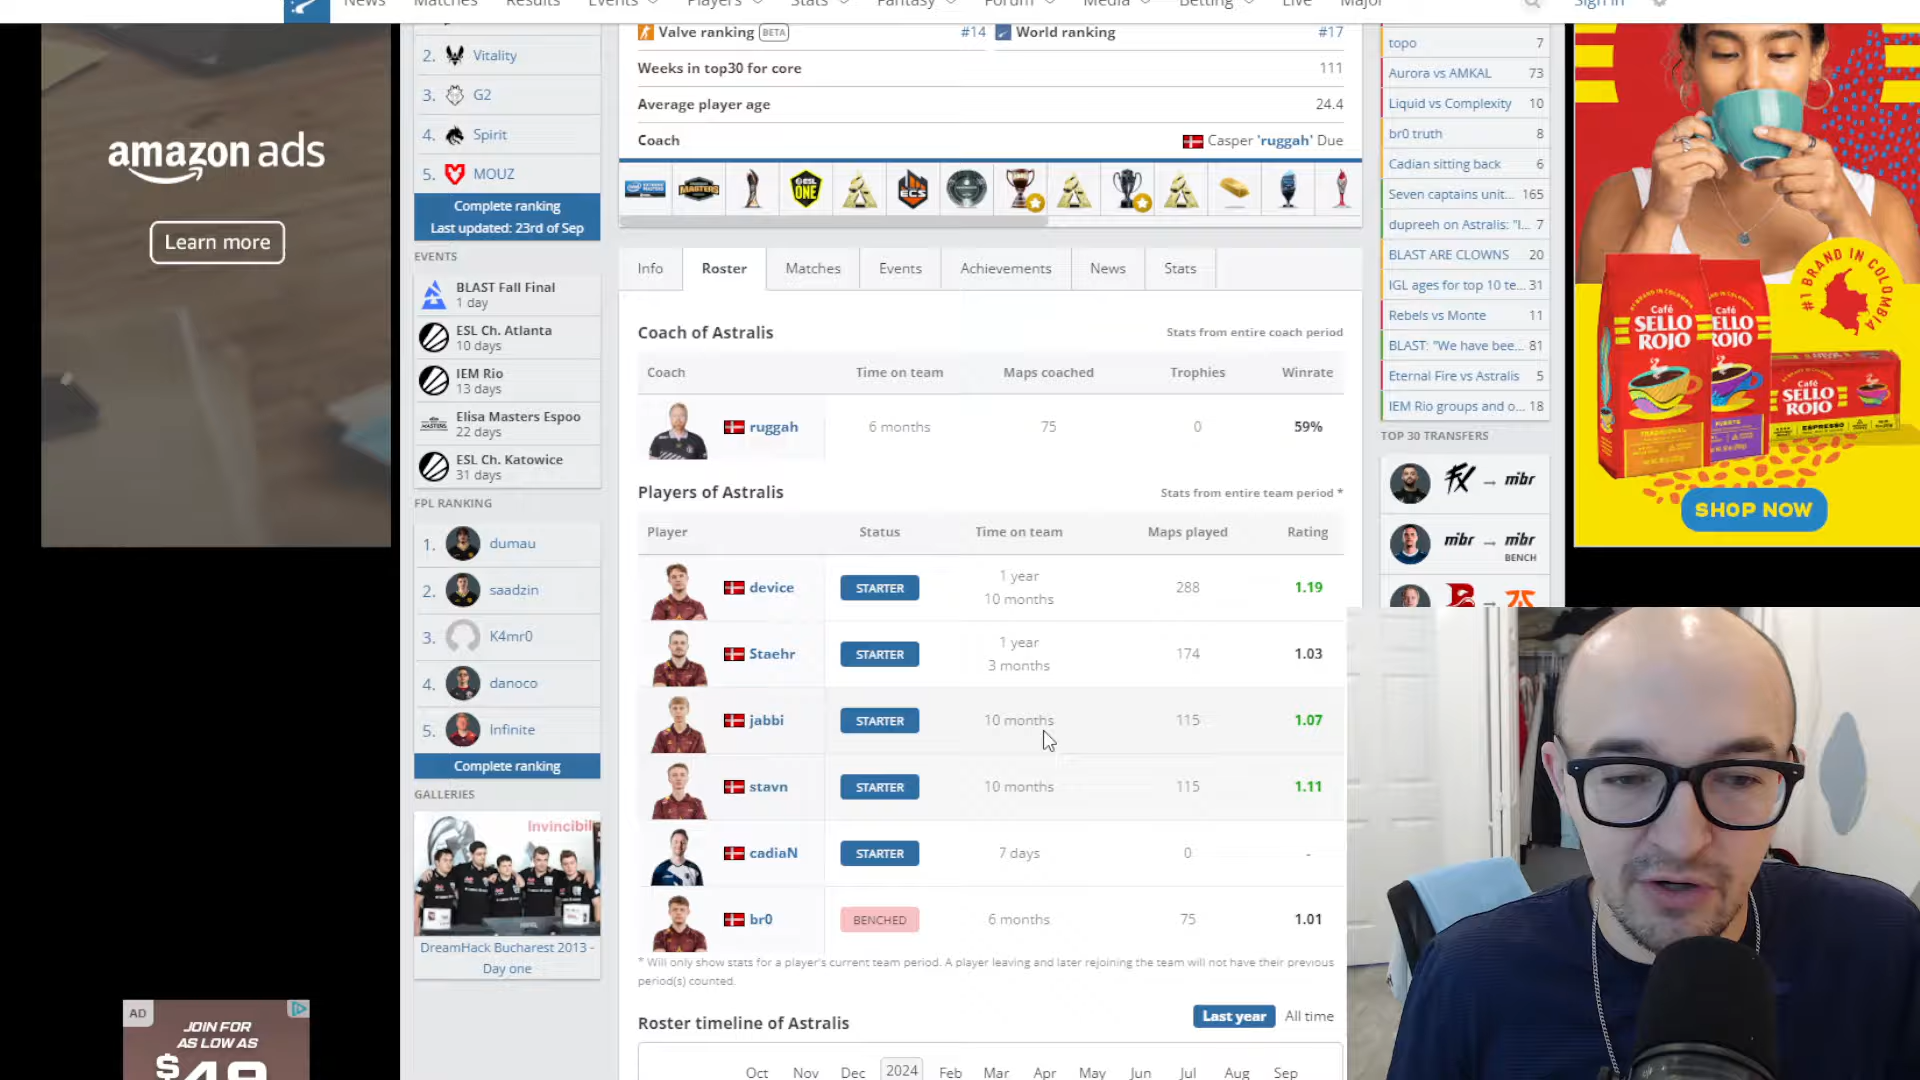 News Matches Results Events Players Stats Fantasy Forum Media Betting Live Major Sign in
amazon ads
Learn more
2. Vitality
3. G2
4. Spirit
5. MOUZ
Complete ranking
Last updated: 23rd of Sep
EVENTS
BLAST Fall Final
1 day
ESL Ch. Atlanta
10 days
IEM Rio
13 days
Elisa Masters Espoo
22 days
ESL Ch. Katowice
31 days
FPL RANKING
1. dumau
2. saadzin
3. K4mr0
4. danoco
5. Infinite
Complete ranking
GALLERIES
Invincibil
DreamHack Bucharest 2013 -
Day one
AD
JOIN FOR
AS LOW AS
Valve ranking BETA #14 World ranking #17
Weeks in top30 for core 111
Average player age 24.4
Coach Casper 'ruggah' Due
ESL ONE
ECS
Info Roster Matches Events Achievements News Stats
Coach of Astralis Stats from entire coach period
Coach Time on team Maps coached Trophies Winrate
ruggah 6 months 75 0 59%
Players of Astralis Stats from entire team period *
Player Status Time on team Maps played Rating
device STARTER 1 year 10 months 288 1.19
Staehr STARTER 1 year 3 months 174 1.03
jabbi STARTER 10 months 115 1.07
stavn STARTER 10 months 115 1.11
cadiaN STARTER 7 days 0 -
br0 BENCHED 6 months 75 1.01
* Will only show stats for a player's current team period. A player leaving and later rejoining the team will not have their previous
period(s) counted.
Roster timeline of Astralis Last year All time
Oct Nov Dec 2024 Feb Mar Apr May Jun Jul Aug Sep
topo 7
Aurora vs AMKAL 73
Liquid vs Complexity 10
br0 truth 8
Cadian sitting back 6
Seven captains unit... 165
dupreeh on Astralis: "I... 7
BLAST ARE CLOWNS 20
IGL ages for top 10 te... 31
Rebels vs Monte 11
BLAST: "We have bee... 81
Eternal Fire vs Astralis 5
IEM Rio groups and o... 18
TOP 30 TRANSFERS
FX → mibr
mibr → mibr
BENCH
→
#1 BRAND IN COLOMBIA
Café
SELLO
ROJO
Café
ELLO
ROJO
Café
SELLO
ROJO
ESPRESSO
SHOP NOW